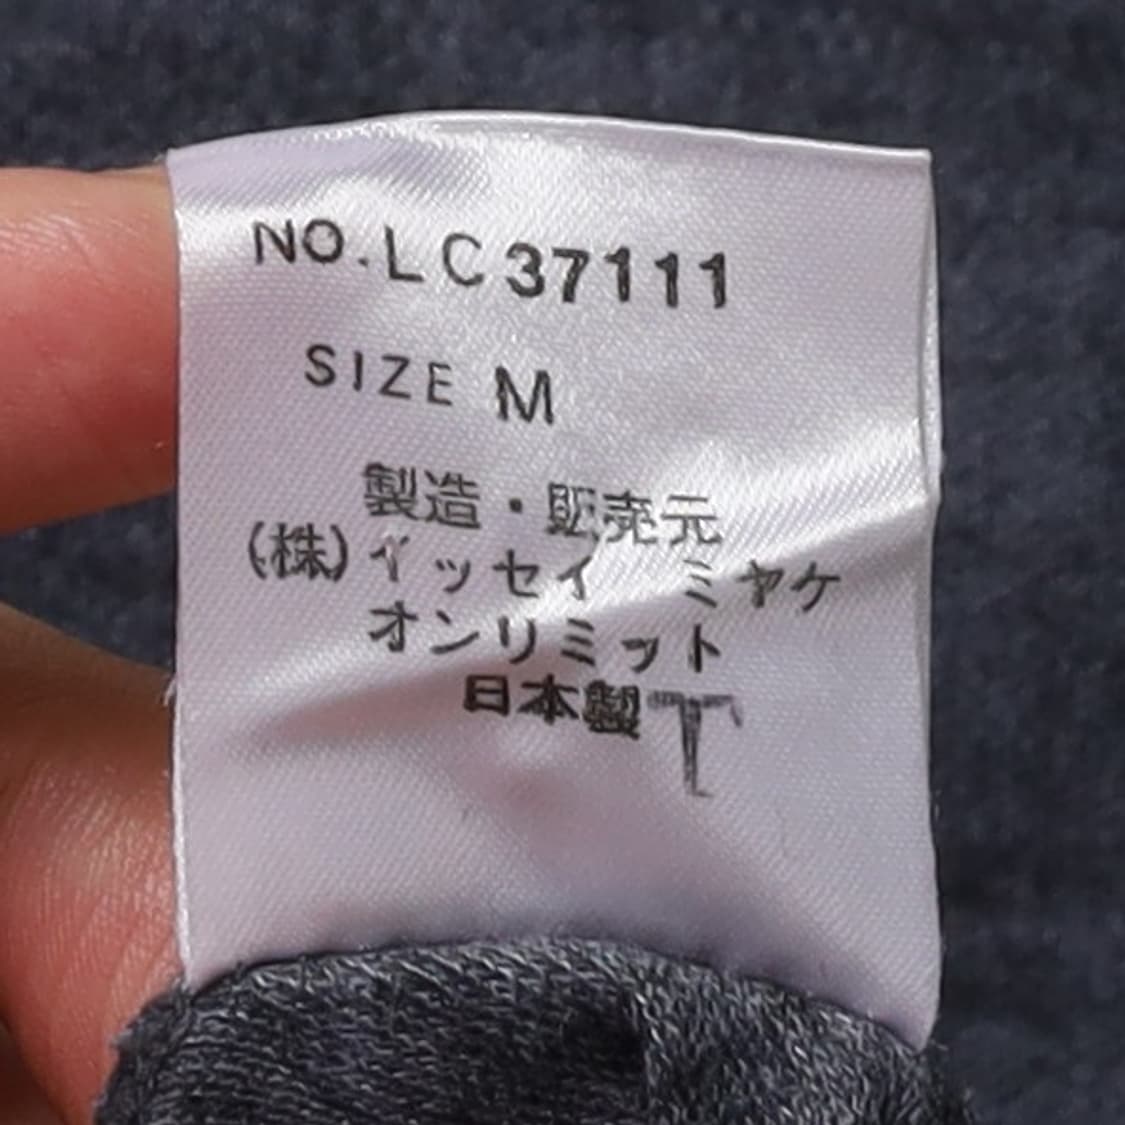 NO.LC37111
SIZE M
製造・販売元
(株)イッセイ ミヤケ
オンリミット
日本製T